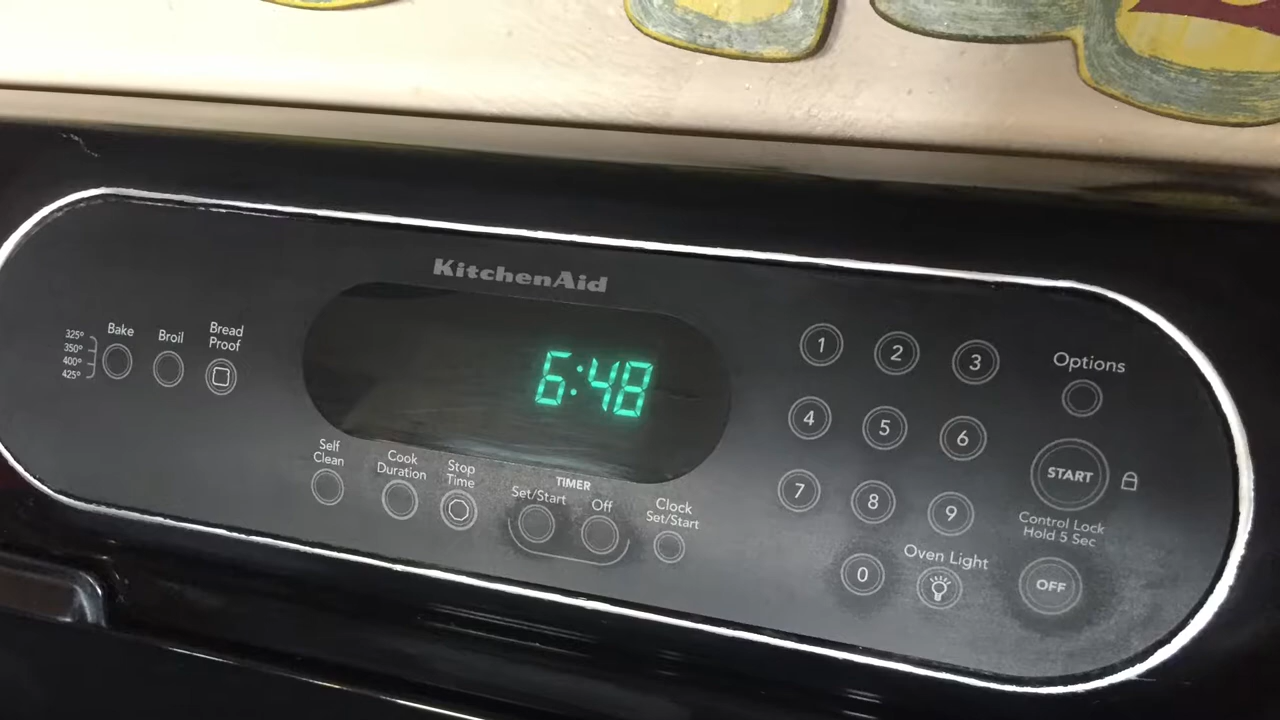 KitchenAid
6:48
325°
350°
400°
425°
Bake
Broil
Bread
Proof
Self
Clean
Cook
Duration
Stop
Time
TIMER
Set/Start
Off
Clock
Set/Start
1 2 3
4 5 6
7 8 9
0
Oven Light
Options
START
Control Lock
Hold 5 Sec
OFF